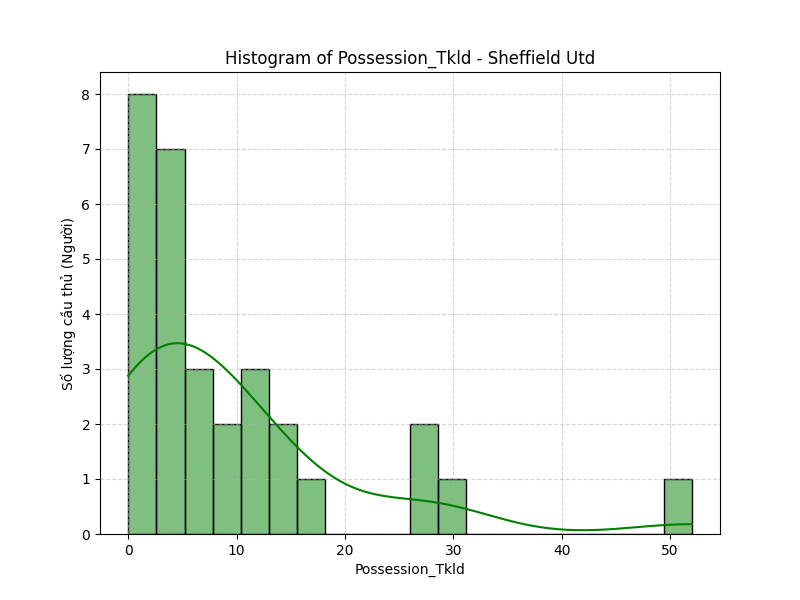 Histogram of Possession_Tkld - Sheffield Utd
Số lượng cầu thủ (Người)
8
7
6
5
4
3
2
1
0
0 10 20 30 40 50
Possession_Tkld